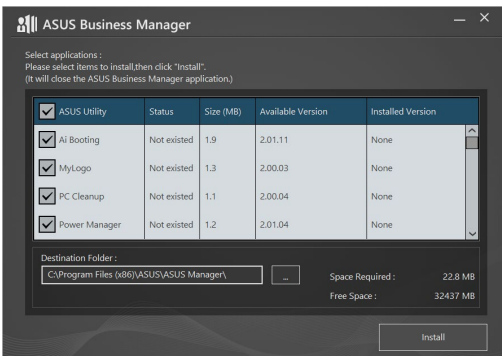 ASUS Business Manager
Select applications :
Please select items to install,then click "Install".
(It will close the ASUS Business Manager application.)
ASUS Utility Status Size (MB) Available Version Installed Version
Ai Booting Not existed 1.9 2.01.11 None
MyLogo Not existed 1.3 2.00.03 None
PC Cleanup Not existed 1.1 2.00.04 None
Power Manager Not existed 1.2 2.01.04 None
Destination Folder :
C:\Program Files (x86)\ASUS\ASUS Manager\ ...
Space Required : 22.8 MB
Free Space : 32437 MB
Install